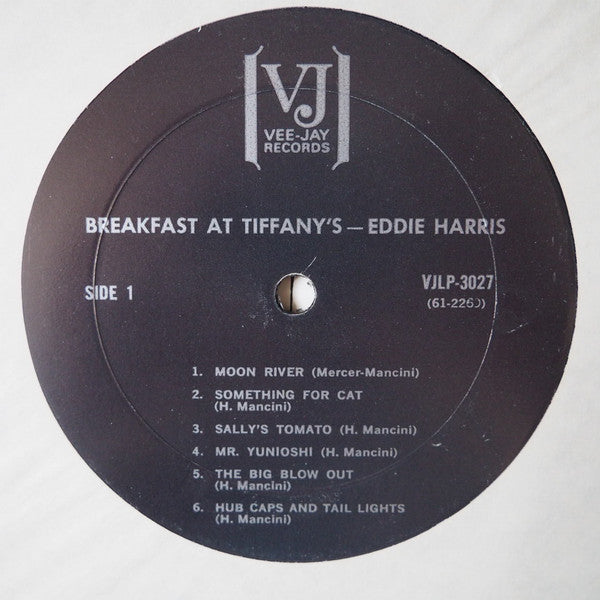 VJ
VEE-JAY
RECORDS
BREAKFAST AT TIFFANY'S — EDDIE HARRIS
SIDE 1
VJLP-3027
1. MOON RIVER (Mercer-Mancini)
2. SOMETHING FOR CAT
(H. Mancini)
3. SALLY'S TOMATO (H. Mancini)
4. MR. YUNIOSHI (H. Mancini)
5. THE BIG BLOW OUT
(H. Mancini)
6. HUB CAPS AND TAIL LIGHTS
(H. Mancini)